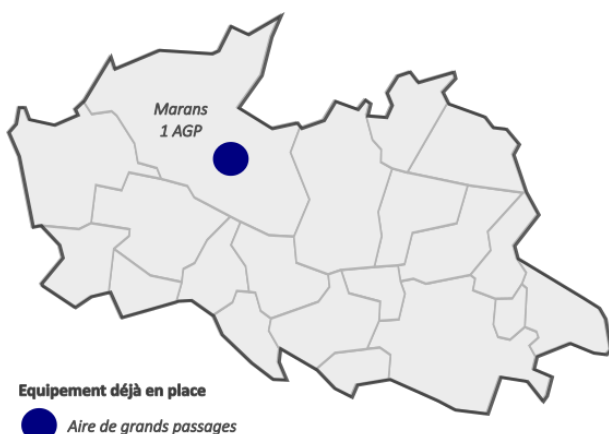 Marans
1 AGP
Equipement déjà en place
Aire de grands passages